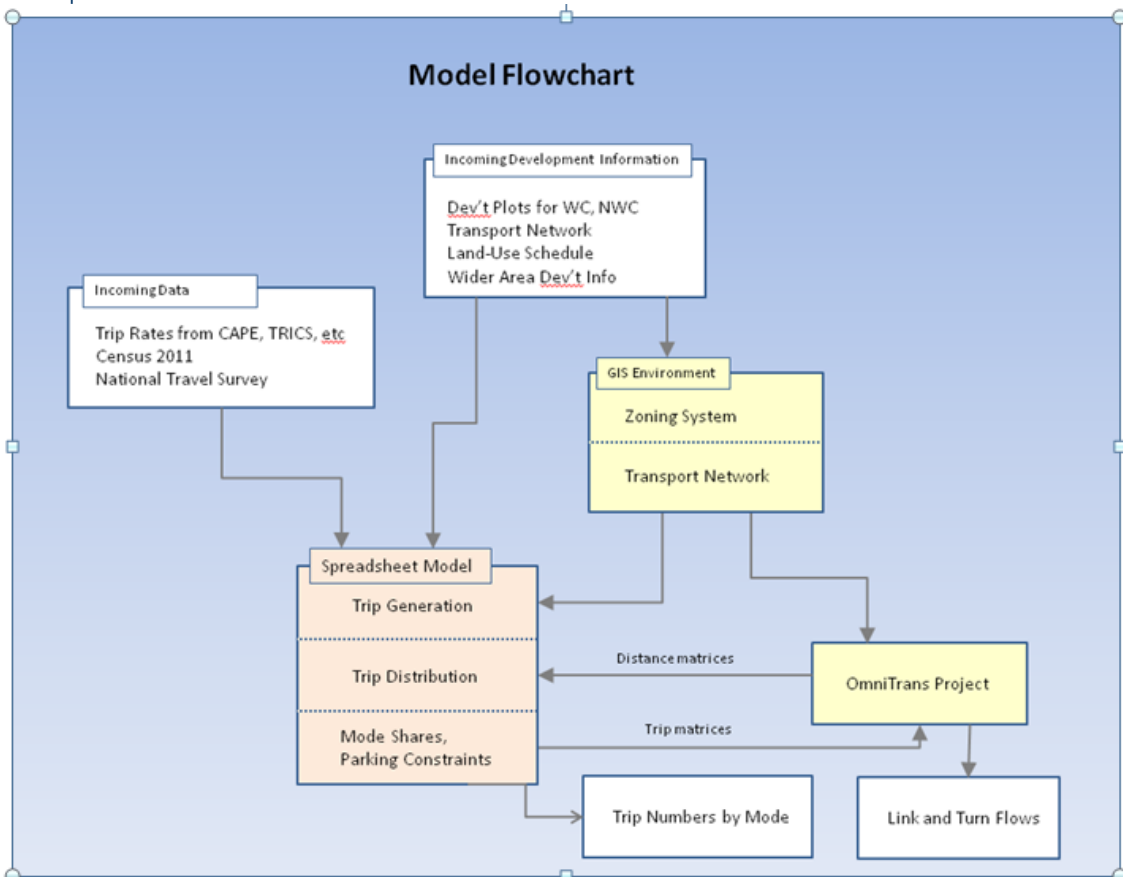 Model Flowchart
Incoming Development Information
Dev't Plots for WC, NWC
Transport Network
Land-Use Schedule
Wider Area Dev't Info
Incoming Data
Trip Rates from CAPE, TRICS, etc
Census 2011
National Travel Survey
GIS Environment
Zoning System
Transport Network
Spreadsheet Model
Trip Generation
Trip Distribution
Mode Shares,
Parking Constraints
Distance matrices
OmniTrans Project
Trip matrices
Trip Numbers by Mode
Link and Turn Flows